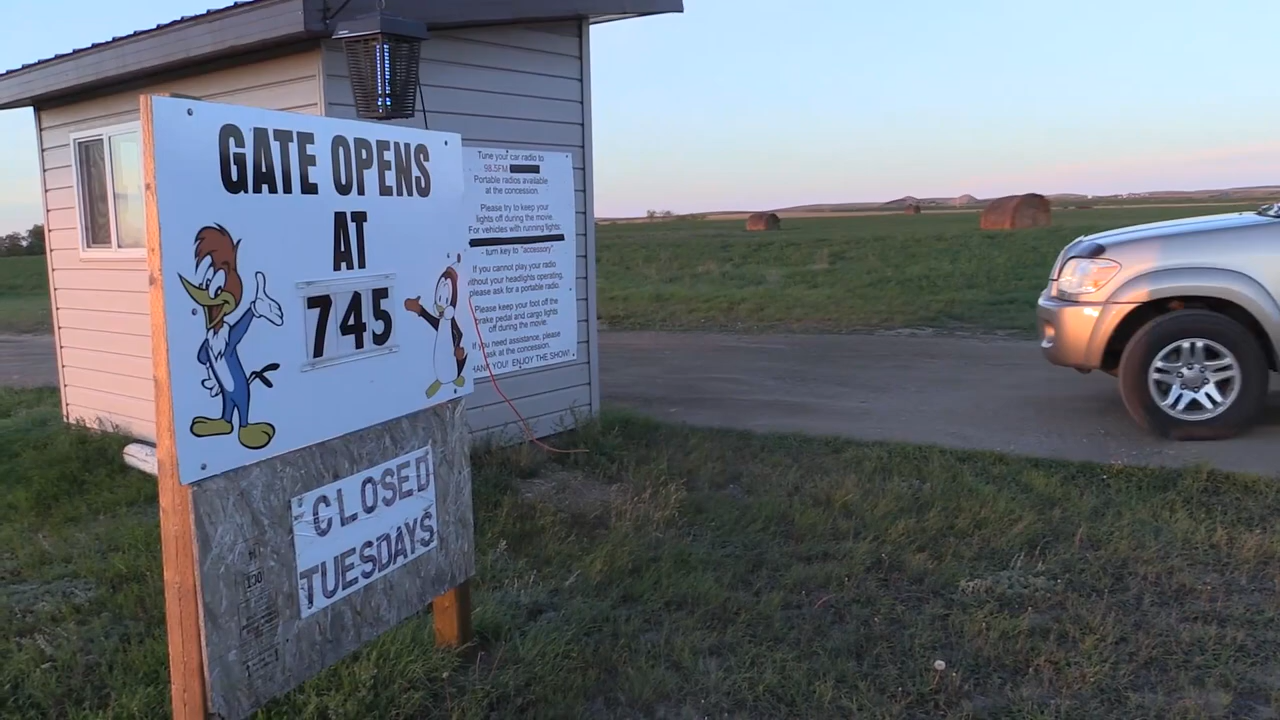 GATE OPENS
AT
745
CLOSED
TUESDAYS
Tune your car radio to
98.5FM
Portable radios available
at the concession.
Please try to keep your
lights off during the movie.
For vehicles with running lights:
- turn key to "accessory"
If you cannot play your radio
without your headlights operating,
please ask for a portable radio.
Please keep your foot off the
brake pedal and cargo lights
off during the movie.
If you need assistance, please
ask at the concession.
HANK YOU! ENJOY THE SHOW!